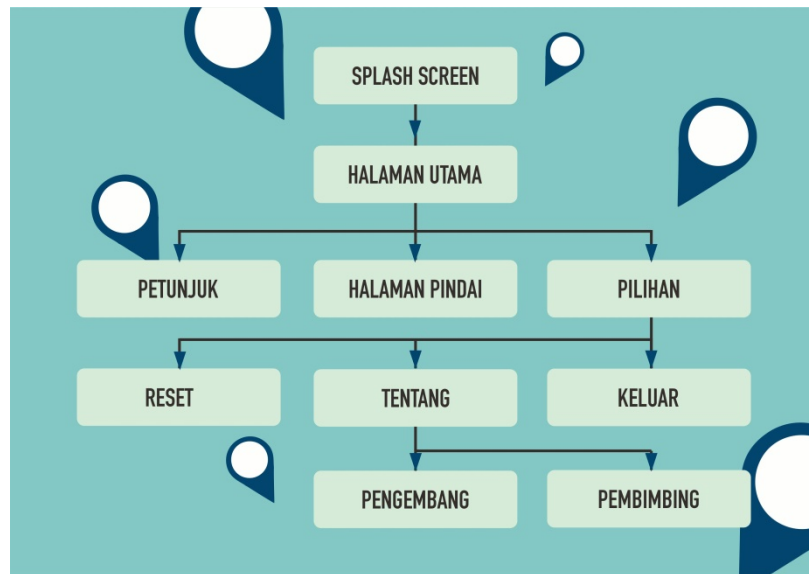 SPLASH SCREEN
HALAMAN UTAMA
PETUNJUK
HALAMAN PINDAI
PILIHAN
RESET
TENTANG
KELUAR
PENGEMBANG
PEMBIMBING